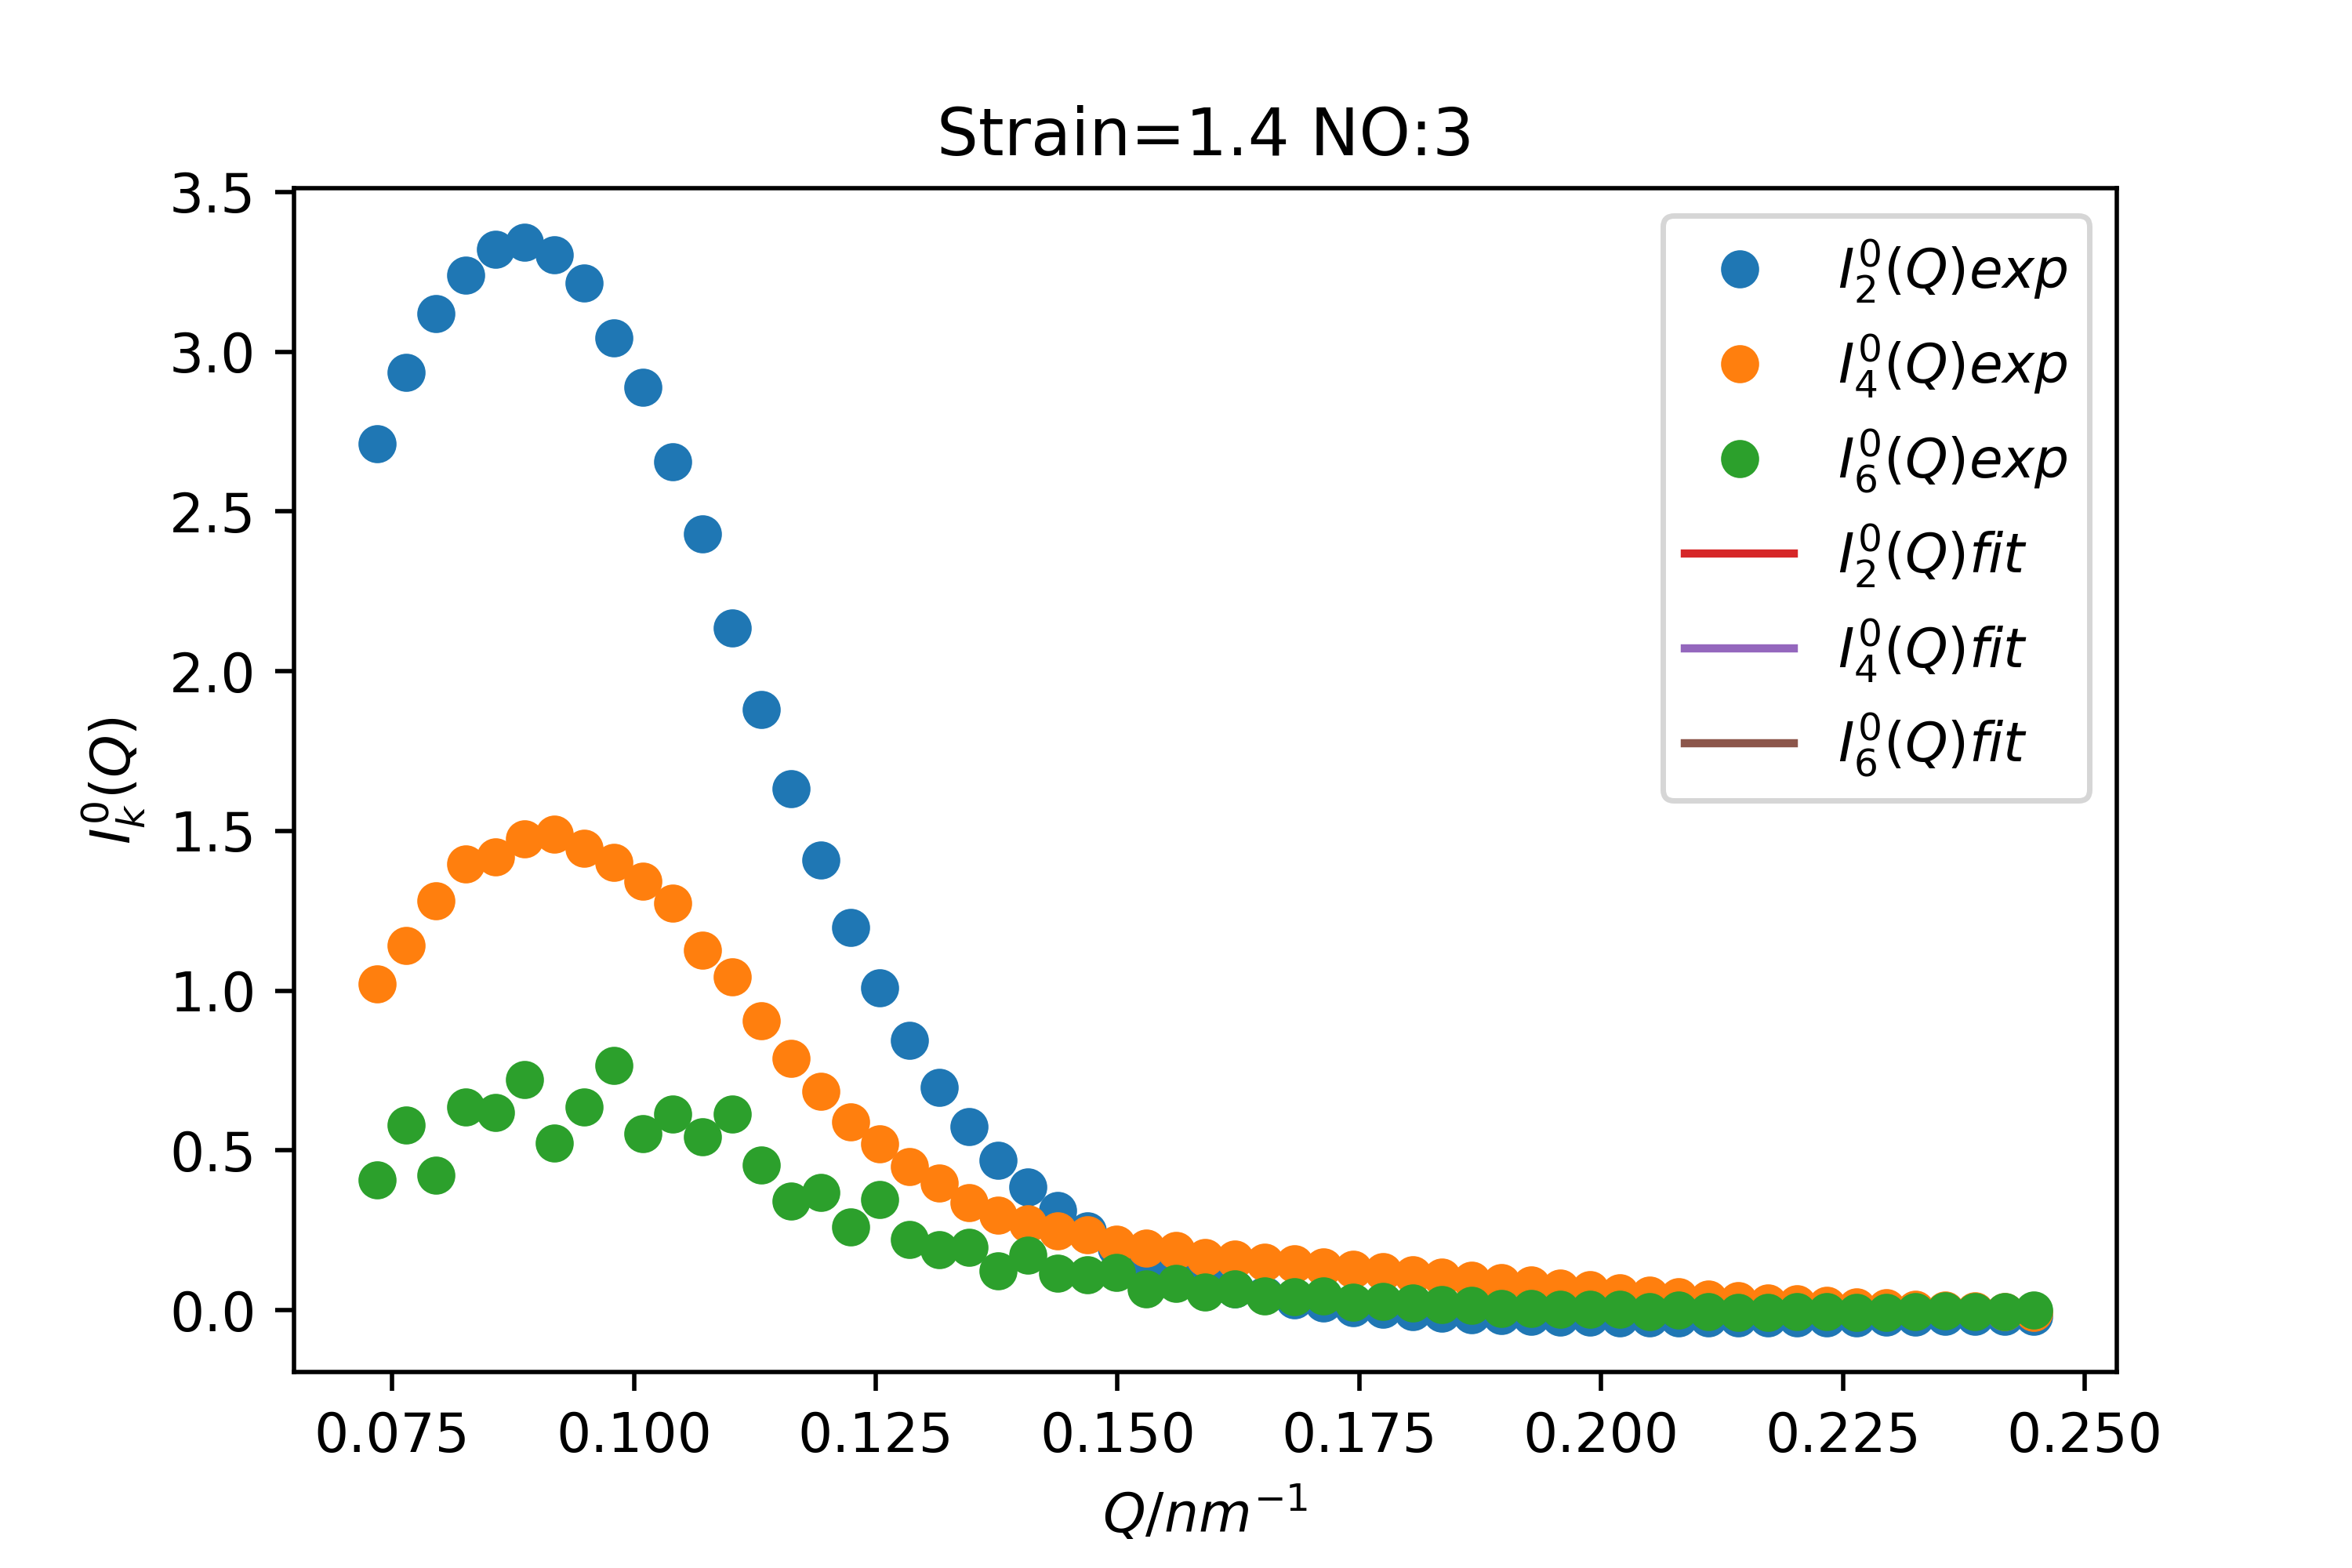 Strain=1.4 NO:3
3.5
3.0
2.5
2.0
1.5
1.0
0.5
0.0
I_k^0(Q)
I_2^0(Q)exp
I_4^0(Q)exp
I_6^0(Q)exp
I_2^0(Q)fit
I_4^0(Q)fit
I_6^0(Q)fit
0.075 0.100 0.125 0.150 0.175 0.200 0.225 0.250
Q/nm^{-1}